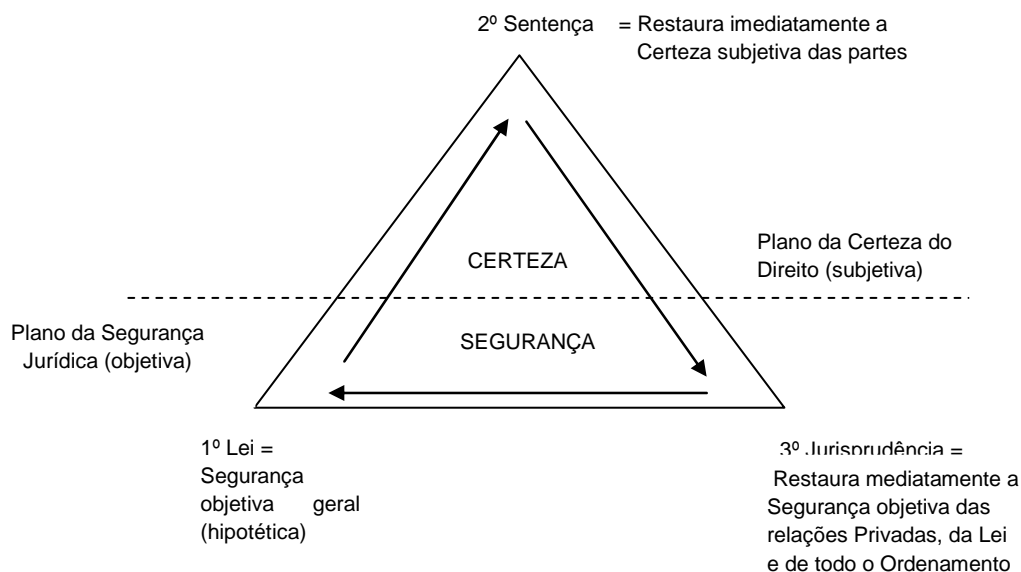 2º Sentença = Restaura imediatamente a
Certeza subjetiva das partes
CERTEZA
Plano da Certeza do
Direito (subjetiva)
Plano da Segurança
Jurídica (objetiva)
SEGURANÇA
1º Lei =
Segurança
objetiva geral
(hipotética)
3º Jurisprudência =
Restaura mediatamente a
Segurança objetiva das
relações Privadas, da Lei
e de todo o Ordenamento